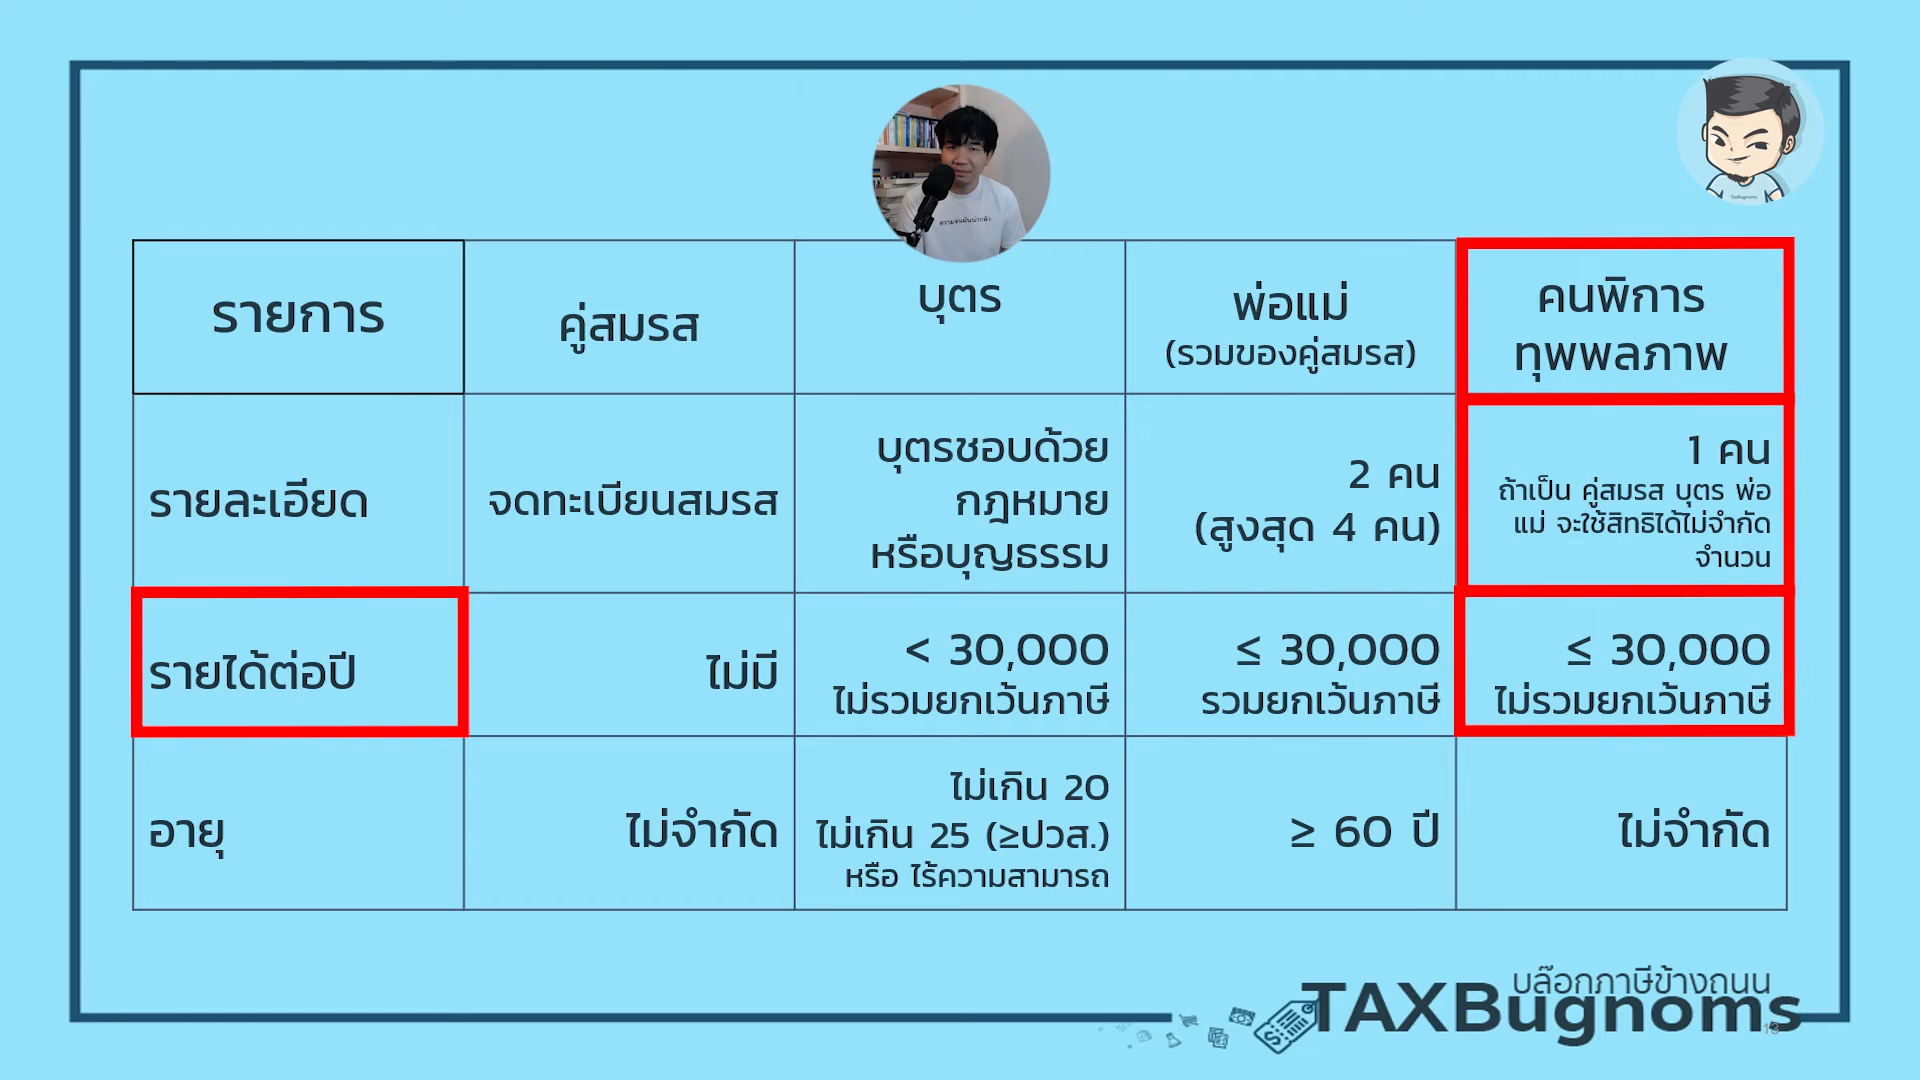 รายการ
คู่สมรส
บุตร
พ่อแม่
(รวมของคู่สมรส)
คนพิการ
ทุพพลภาพ
รายละเอียด
จดทะเบียนสมรส
บุตรชอบด้วย
กฎหมาย
หรือบุญธรรม
2 คน
(สูงสุด 4 คน)
1 คน
ถ้าเป็น คู่สมรส บุตร พ่อ
แม่ จะใช้สิทธิได้ไม่จำกัด
จำนวน
รายได้ต่อปี
ไม่มี
< 30,000
ไม่รวมยกเว้นภาษี
≤ 30,000
รวมยกเว้นภาษี
≤ 30,000
ไม่รวมยกเว้นภาษี
อายุ
ไม่จำกัด
ไม่เกิน 20
ไม่เกิน 25 (≥ปวส.)
หรือ ไร้ความสามารถ
≥ 60 ปี
ไม่จำกัด
บล๊อกภาษีข้างถนน
TAXBugnoms